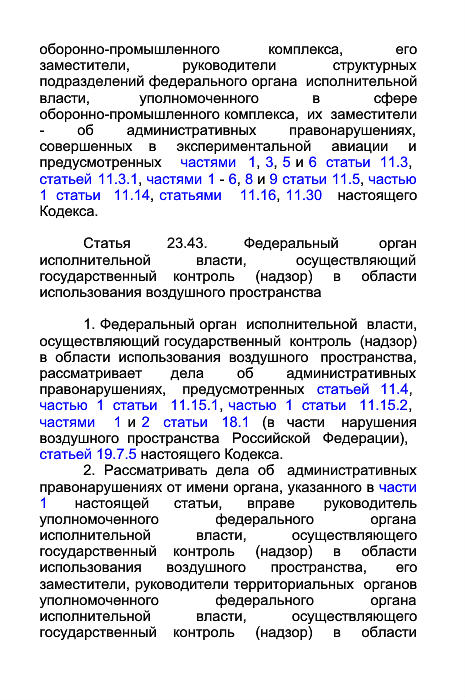 оборонно-промышленного комплекса, его
заместители, руководители структурных
подразделений федерального органа исполнительной
власти, уполномоченного в сфере
оборонно-промышленного комплекса, их заместители
- об административных правонарушениях,
совершенных в экспериментальной авиации и
предусмотренных частями 1, 3, 5 и 6 статьи 11.3,
статьей 11.3.1, частями 1 - 6, 8 и 9 статьи 11.5, частью
1 статьи 11.14, статьями 11.16, 11.30 настоящего
Кодекса.
Статья 23.43. Федеральный орган
исполнительной власти, осуществляющий
государственный контроль (надзор) в области
использования воздушного пространства
1. Федеральный орган исполнительной власти,
осуществляющий государственный контроль (надзор)
в области использования воздушного пространства,
рассматривает дела об административных
правонарушениях, предусмотренных статьей 11.4,
частью 1 статьи 11.15.1, частью 1 статьи 11.15.2,
частями 1 и 2 статьи 18.1 (в части нарушения
воздушного пространства Российской Федерации),
статьей 19.7.5 настоящего Кодекса.
2. Рассматривать дела об административных
правонарушениях от имени органа, указанного в части
1 настоящей статьи, вправе руководитель
уполномоченного федерального органа
исполнительной власти, осуществляющего
государственный контроль (надзор) в области
использования воздушного пространства, его
заместители, руководители территориальных органов
уполномоченного федерального органа
исполнительной власти, осуществляющего
государственный контроль (надзор) в области